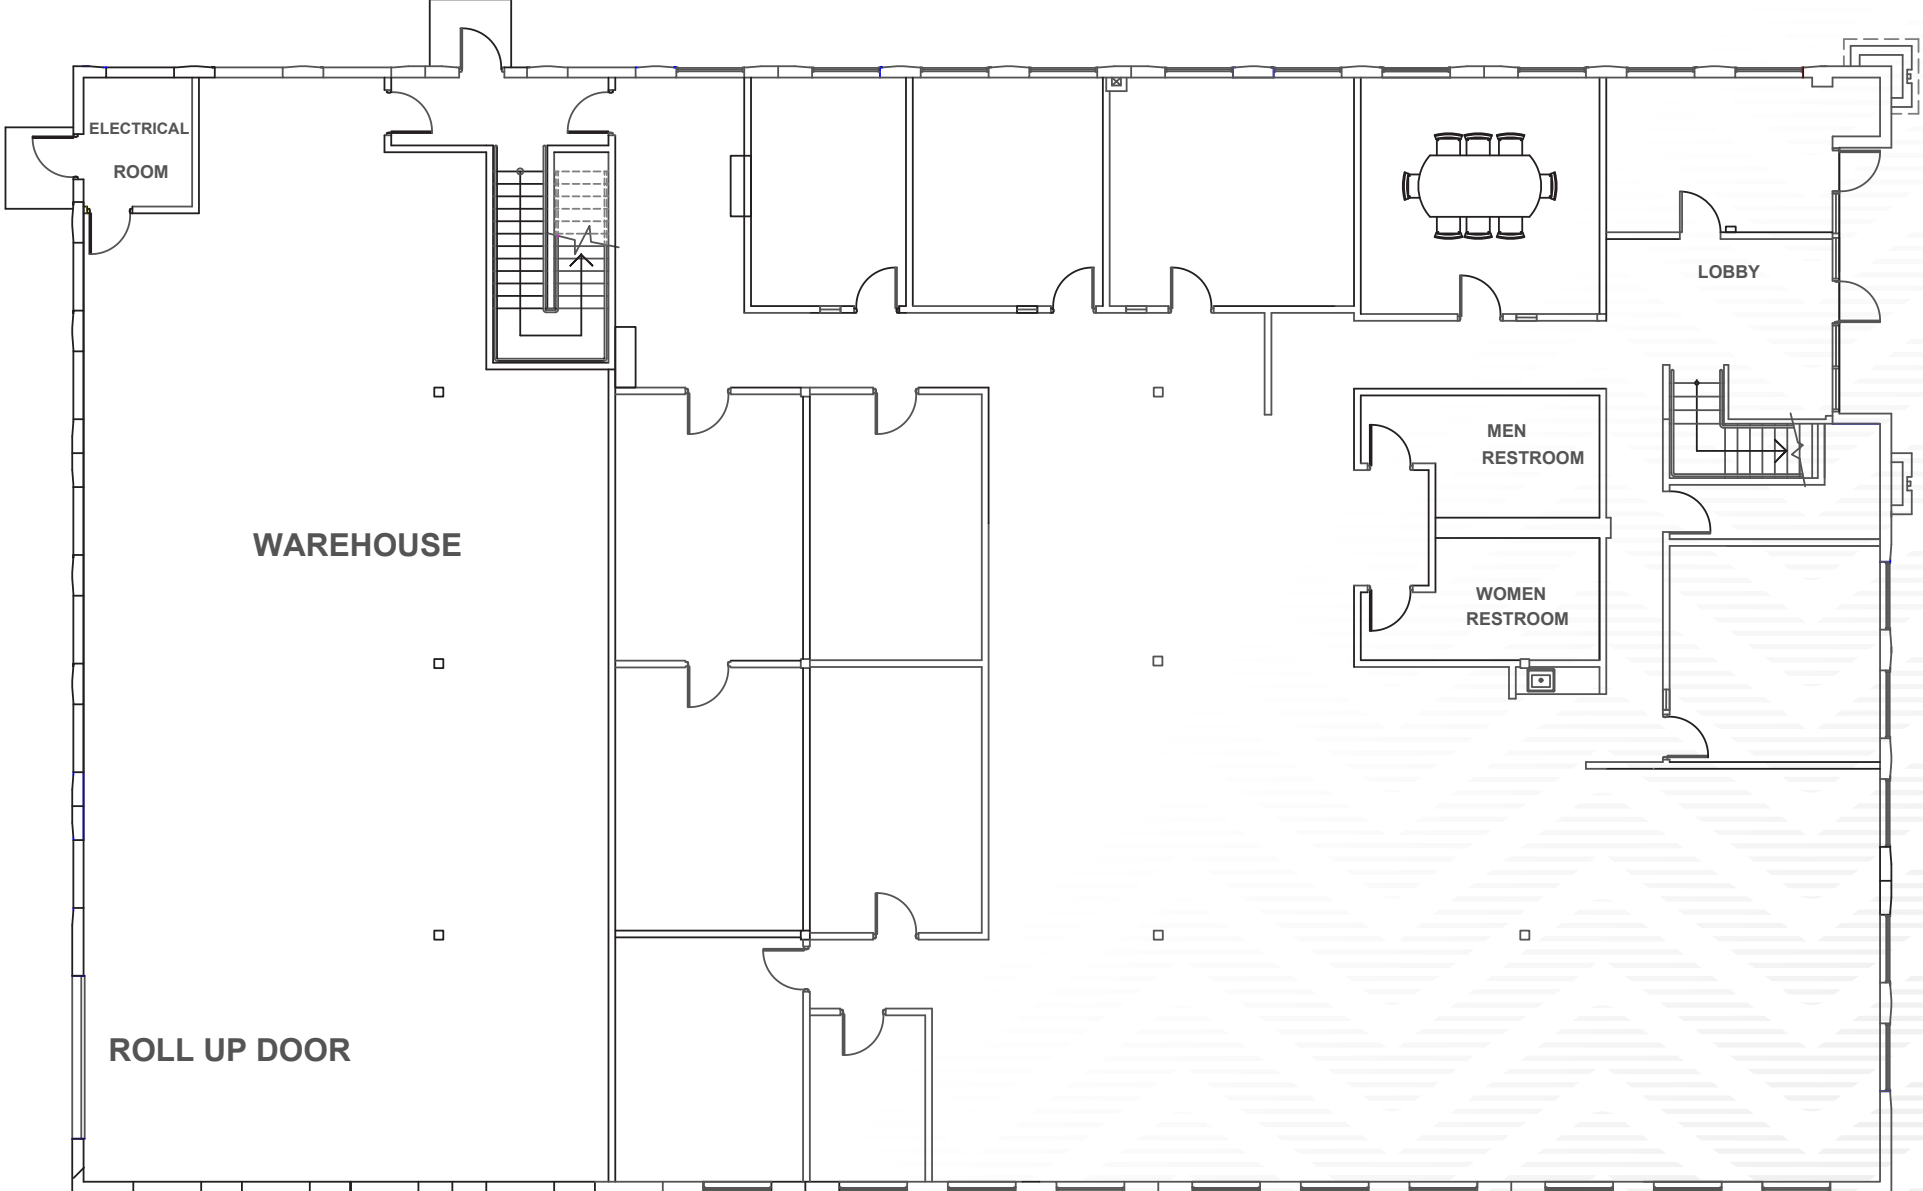 ELECTRICAL
ROOM
LOBBY
MEN
RESTROOM
WAREHOUSE
WOMEN
RESTROOM
ROLL UP DOOR